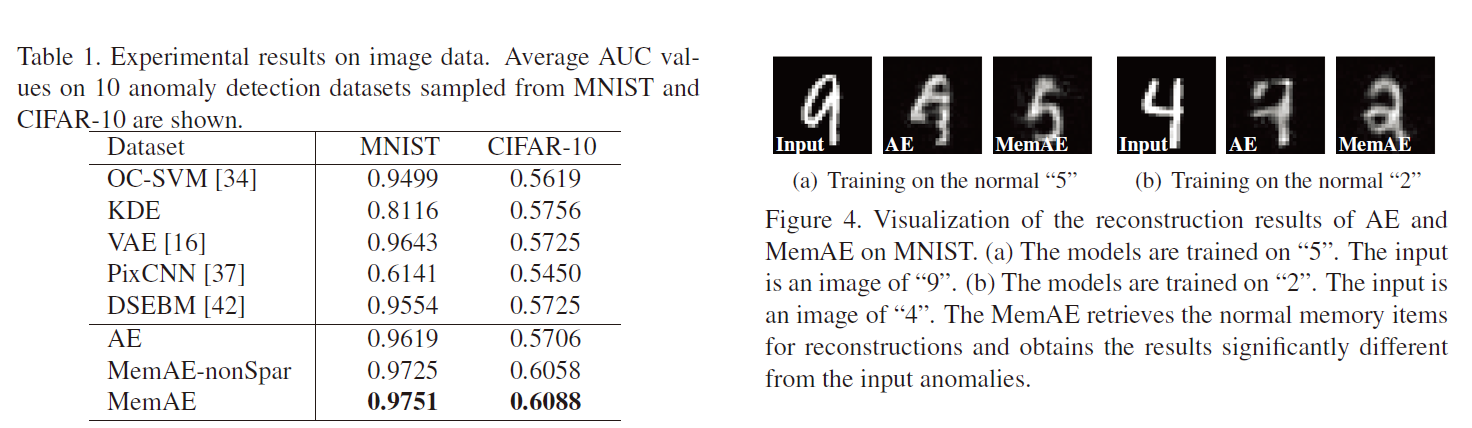 Table 1. Experimental results on image data. Average AUC val-
ues on 10 anomaly detection datasets sampled from MNIST and
CIFAR-10 are shown.
Dataset MNIST CIFAR-10
OC-SVM [34] 0.9499 0.5619
KDE 0.8116 0.5756
VAE [16] 0.9643 0.5725
PixCNN [37] 0.6141 0.5450
DSEBM [42] 0.9554 0.5725
AE 0.9619 0.5706
MemAE-nonSpar 0.9725 0.6058
MemAE 0.9751 0.6088
9 5 4 2
Input AE MemAE Input AE MemAE
(a) Training on the normal “5” (b) Training on the normal “2”
Figure 4. Visualization of the reconstruction results of AE and
MemAE on MNIST. (a) The models are trained on “5”. The input
is an image of “9”. (b) The models are trained on “2”. The input is
an image of “4”. The MemAE retrieves the normal memory items
for reconstructions and obtains the results significantly different
from the input anomalies.